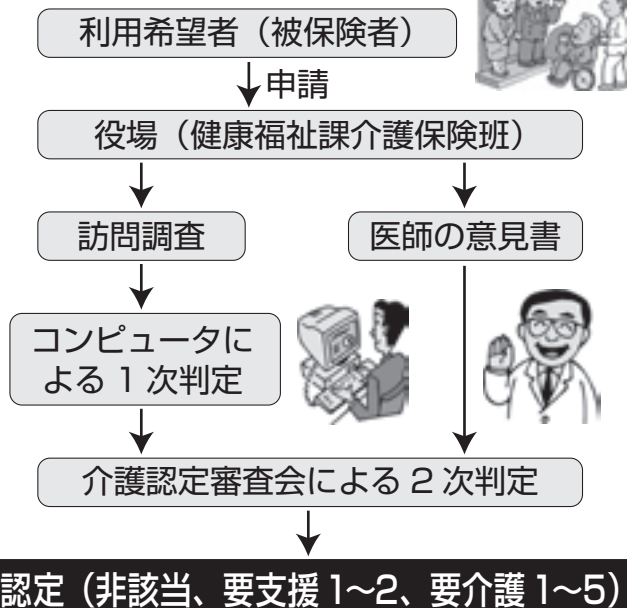 利用希望者（被保険者）
申請
役場（健康福祉課介護保険班）
訪問調査
医師の意見書
コンピュータに
よる 1 次判定
介護認定審査会による 2 次判定
認定（非該当、要支援 1～2、要介護 1～5）